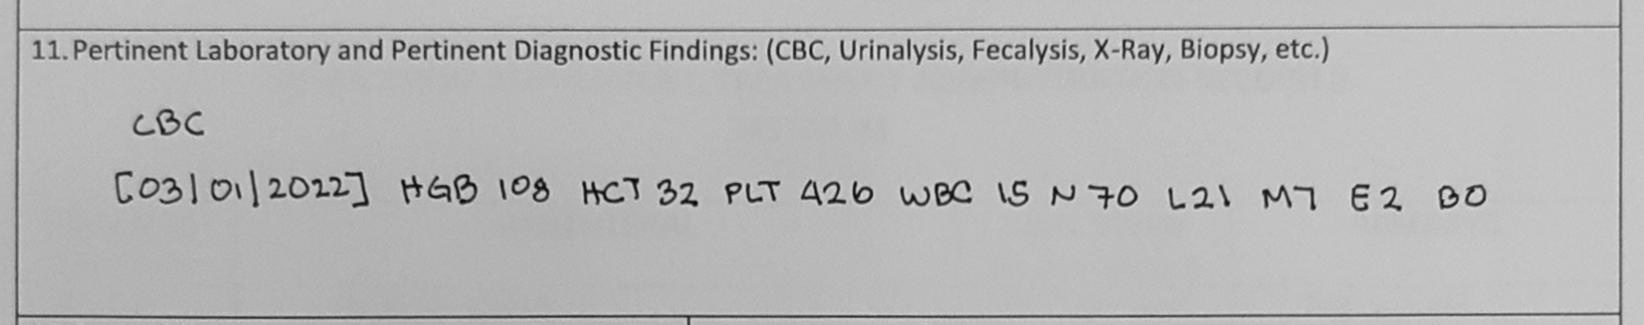 11. Pertinent Laboratory and Pertinent Diagnostic Findings: (CBC, Urinalysis, Fecalysis, X-Ray, Biopsy, etc.)
CBC
[03/01/2022] HGB 108 HCT 32 PLT 426 WBC 15 N 70 L21 M7 E2 B0